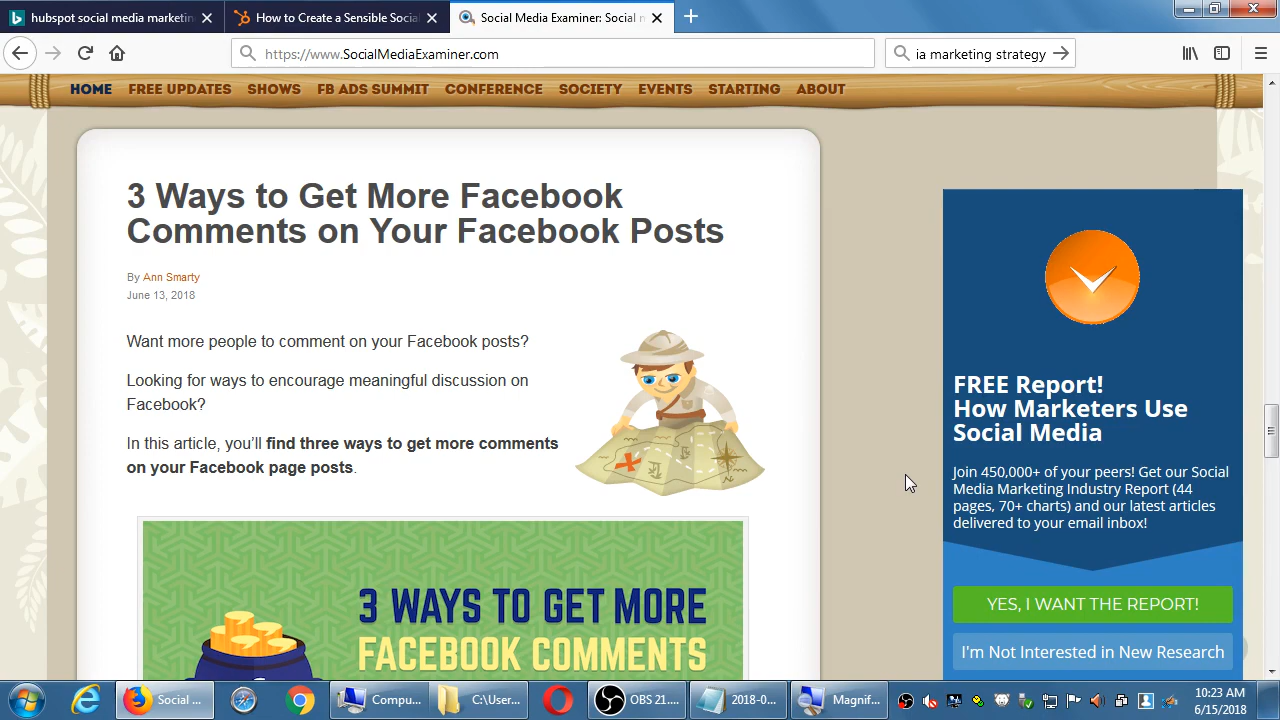 hubspot social media marketin
How to Create a Sensible Social
Social Media Examiner: Social m
https://www.SocialMediaExaminer.com
ia marketing strategy
HOME FREE UPDATES SHOWS FB ADS SUMMIT CONFERENCE SOCIETY EVENTS STARTING ABOUT
3 Ways to Get More Facebook
Comments on Your Facebook Posts
By Ann Smarty
June 13, 2018
Want more people to comment on your Facebook posts?
Looking for ways to encourage meaningful discussion on
Facebook?
In this article, you'll find three ways to get more comments
on your Facebook page posts.
3 WAYS TO GET MORE
FACEBOOK COMMENTS
FREE Report!
How Marketers Use
Social Media
Join 450,000+ of your peers! Get our Social
Media Marketing Industry Report (44
pages, 70+ charts) and our latest articles
delivered to your email inbox!
YES, I WANT THE REPORT!
I'm Not Interested in New Research
Social ...
Compu...
C:\User...
OBS 21....
2018-0...
Magnif...
10:23 AM
6/15/2018